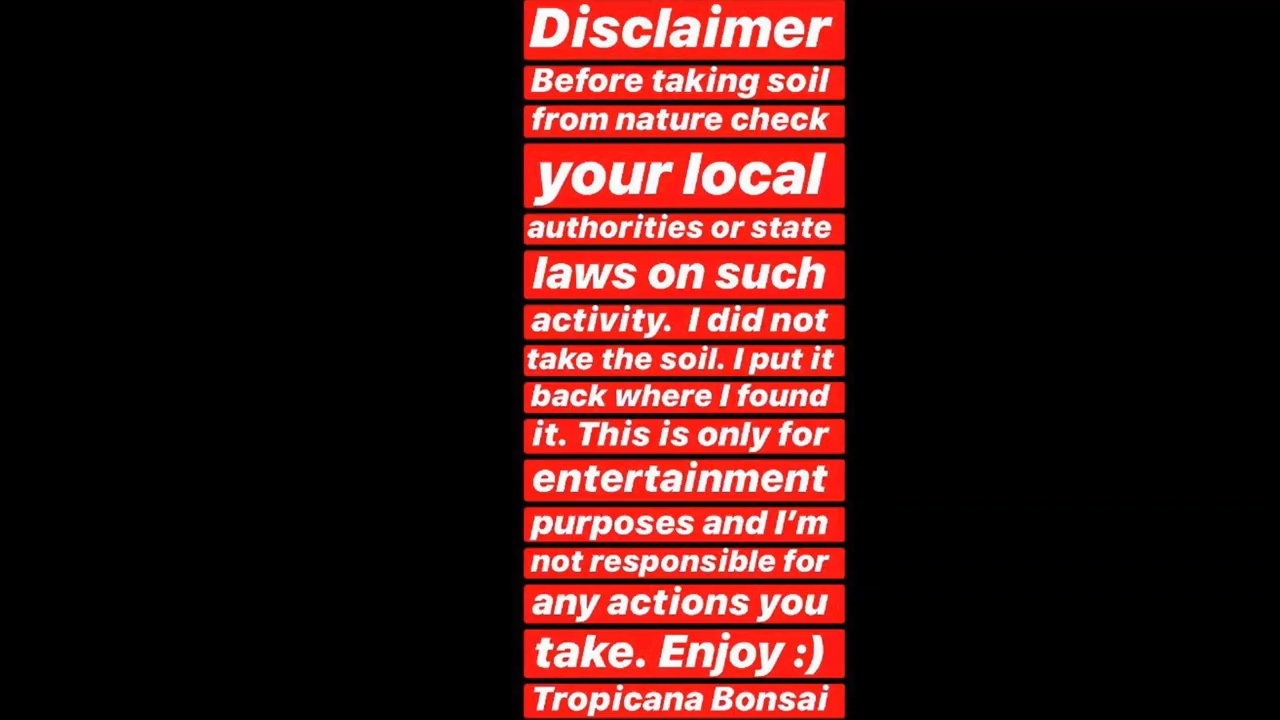 Disclaimer
Before taking soil
from nature check
your local
authorities or state
laws on such
activity.  I did not
take the soil. I put it
back where I found
it. This is only for
entertainment
purposes and I’m
not responsible for
any actions you
take. Enjoy :)
Tropicana Bonsai